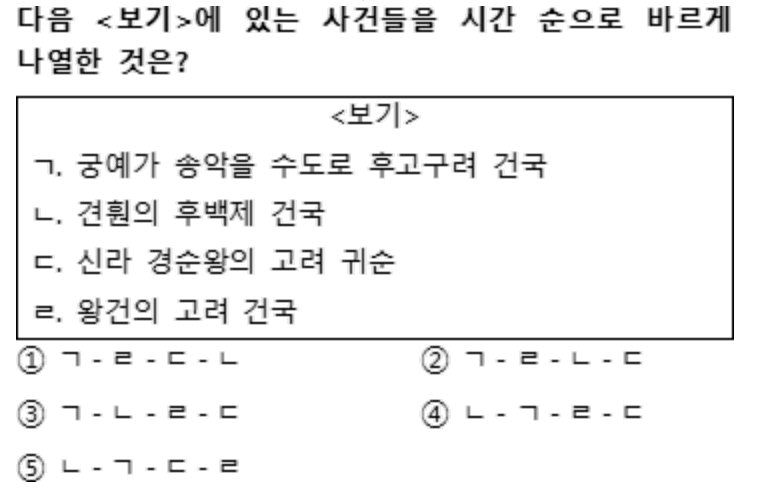 다음 <보기>에 있는 사건들을 시간 순으로 바르게
나열한 것은?
<보기>
ㄱ. 궁예가 송악을 수도로 후고구려 건국
ㄴ. 견훤의 후백제 건국
ㄷ. 신라 경순왕의 고려 귀순
ㄹ. 왕건의 고려 건국
① ㄱ - ㄹ - ㄷ - ㄴ ② ㄱ - ㄹ - ㄴ - ㄷ
③ ㄱ - ㄴ - ㄹ - ㄷ ④ ㄴ - ㄱ - ㄹ - ㄷ
⑤ ㄴ - ㄱ - ㄷ - ㄹ